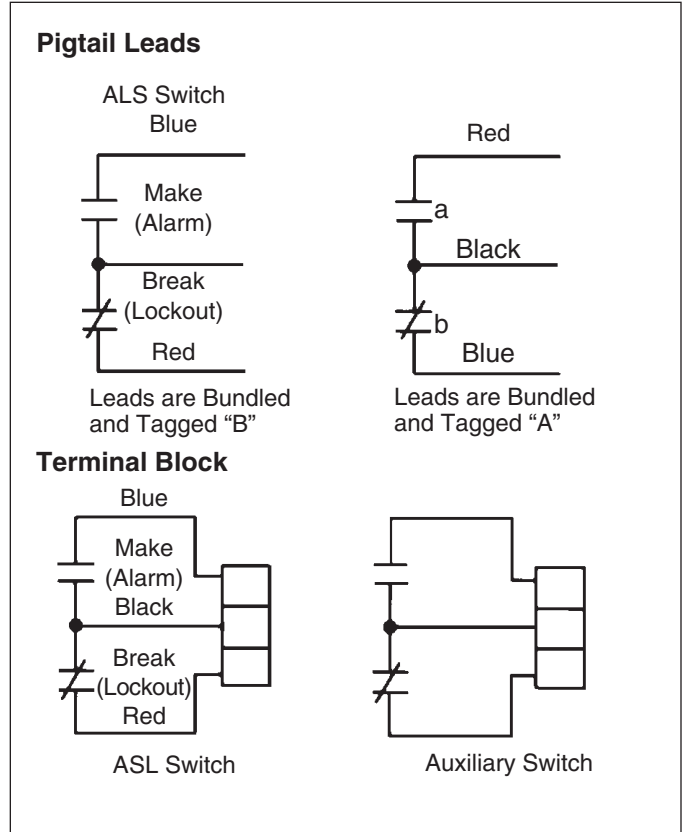 Pigtail Leads
ALS Switch
Blue
Make
(Alarm)
Break
(Lockout)
Red
Leads are Bundled
and Tagged “B”
Red
a
Black
b
Blue
Leads are Bundled
and Tagged “A”
Terminal Block
Blue
Make
(Alarm)
Black
Break
(Lockout)
Red
ASL Switch
Auxiliary Switch